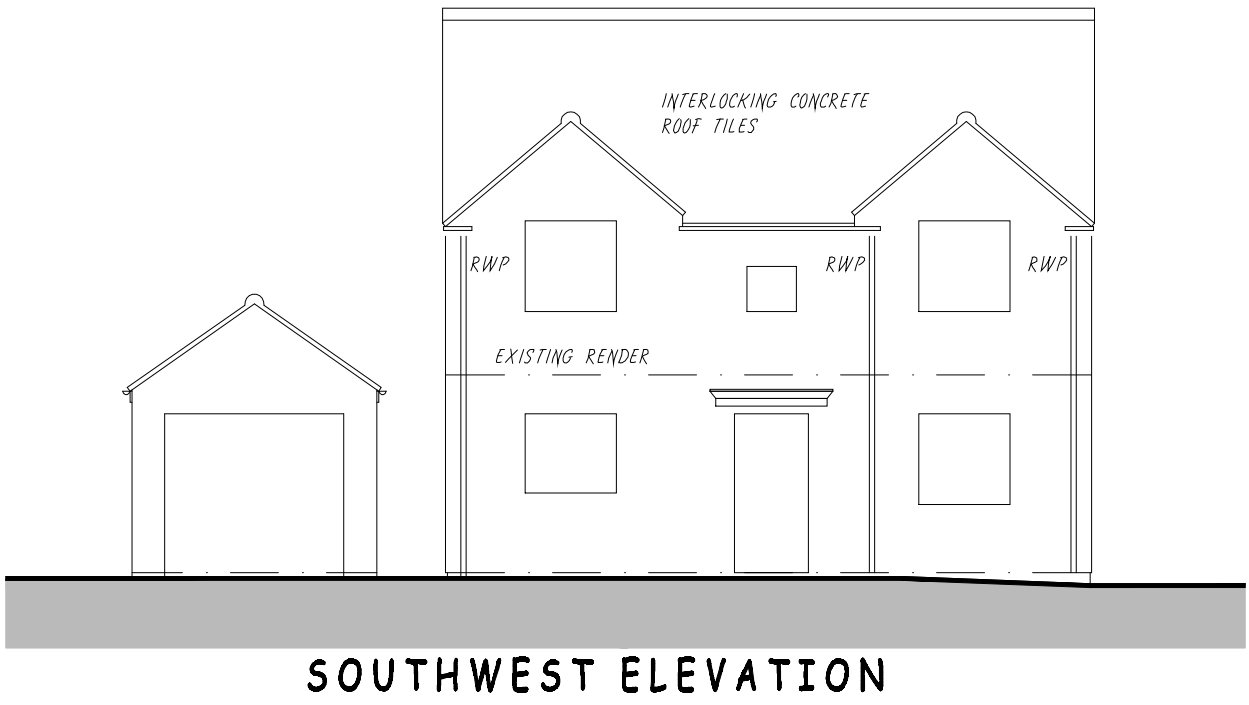 INTERLOCKING CONCRETE
ROOF TILES
RWP
RWP
RWP
EXISTING RENDER
SOUTHWEST ELEVATION